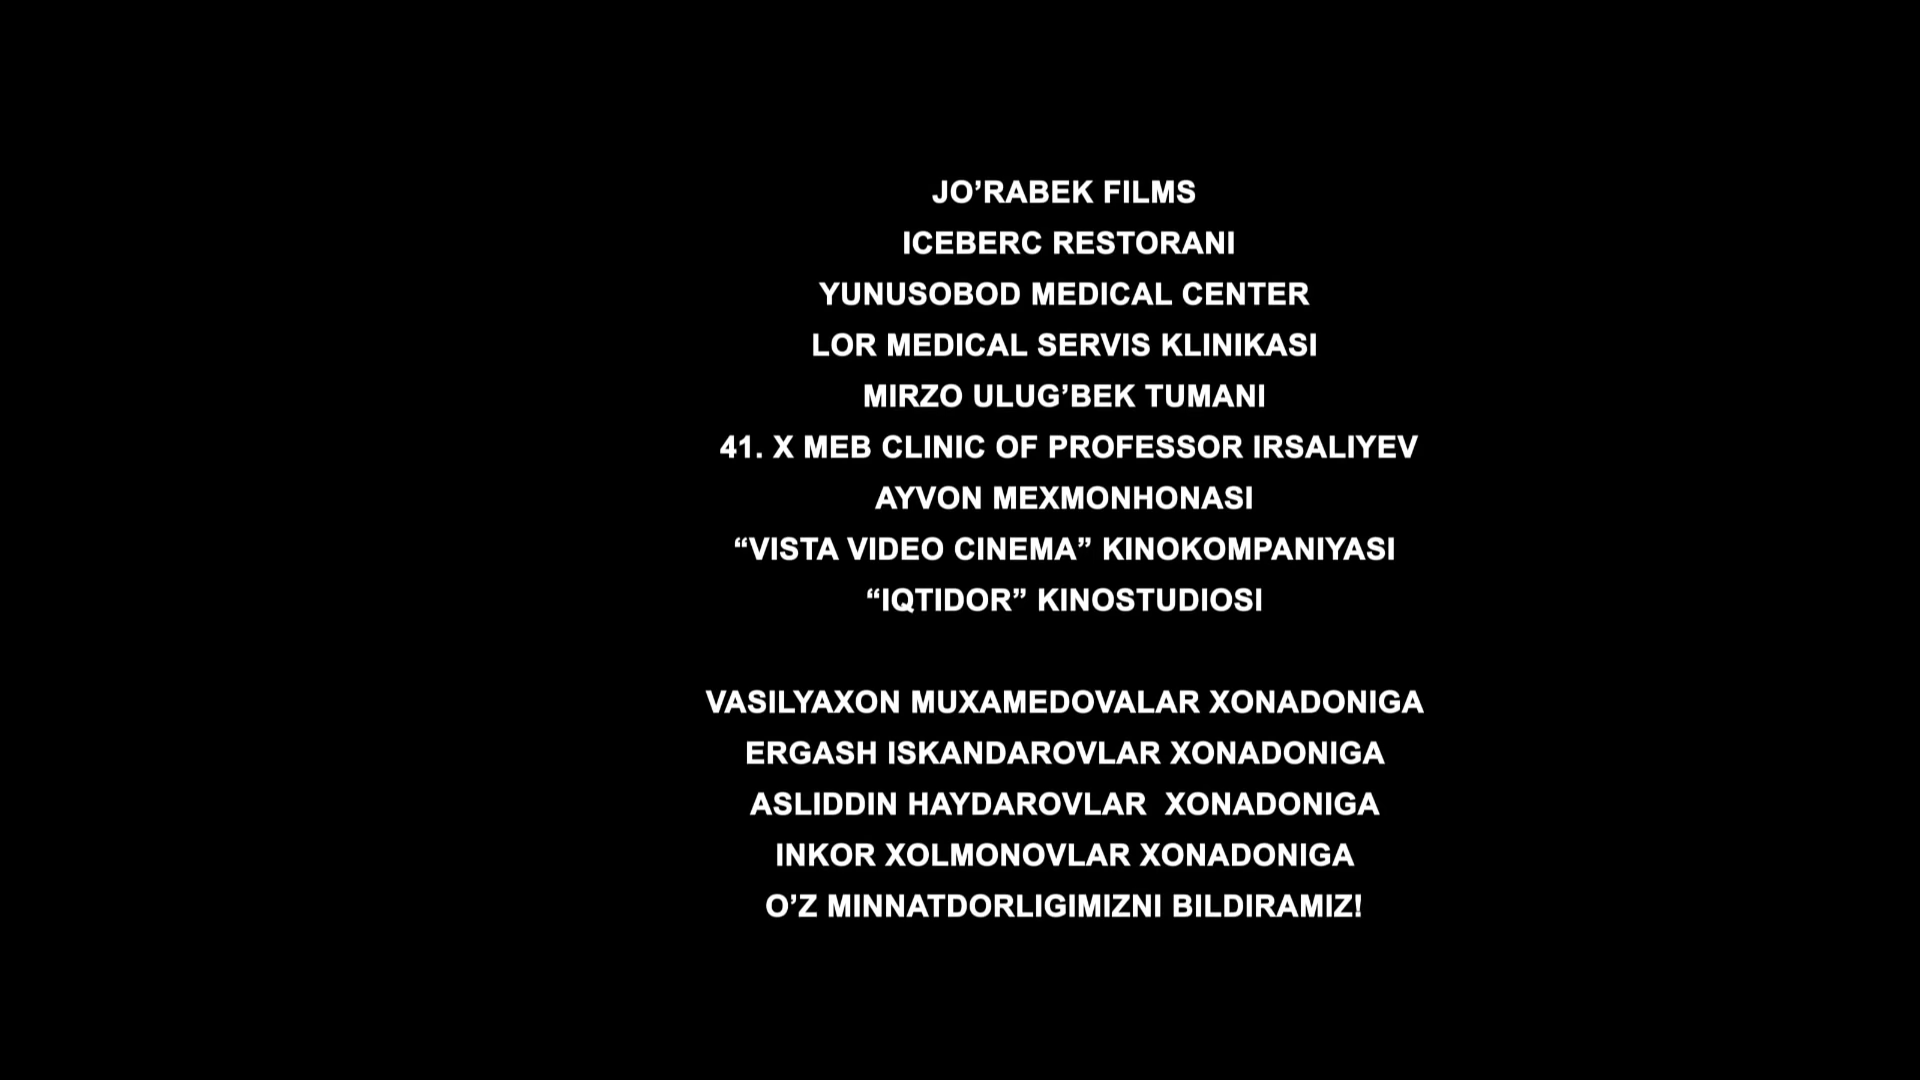 JO’RABEK FILMS
ICEBERC RESTORANI
YUNUSOBOD MEDICAL CENTER
LOR MEDICAL SERVIS KLINIKASI
MIRZO ULUG’BEK TUMANI
41. X MEB CLINIC OF PROFESSOR IRSALIYEV
AYVON MEXMONHONASI
“VISTA VIDEO CINEMA” KINOKOMPANIYASI
“IQTIDOR” KINOSTUDIOSI
VASILYAXON MUXAMEDOVALAR XONADONIGA
ERGASH ISKANDAROVLAR XONADONIGA
ASLIDDIN HAYDAROVLAR  XONADONIGA
INKOR XOLMONOVLAR XONADONIGA
O’Z MINNATDORLIGIMIZNI BILDIRAMIZ!